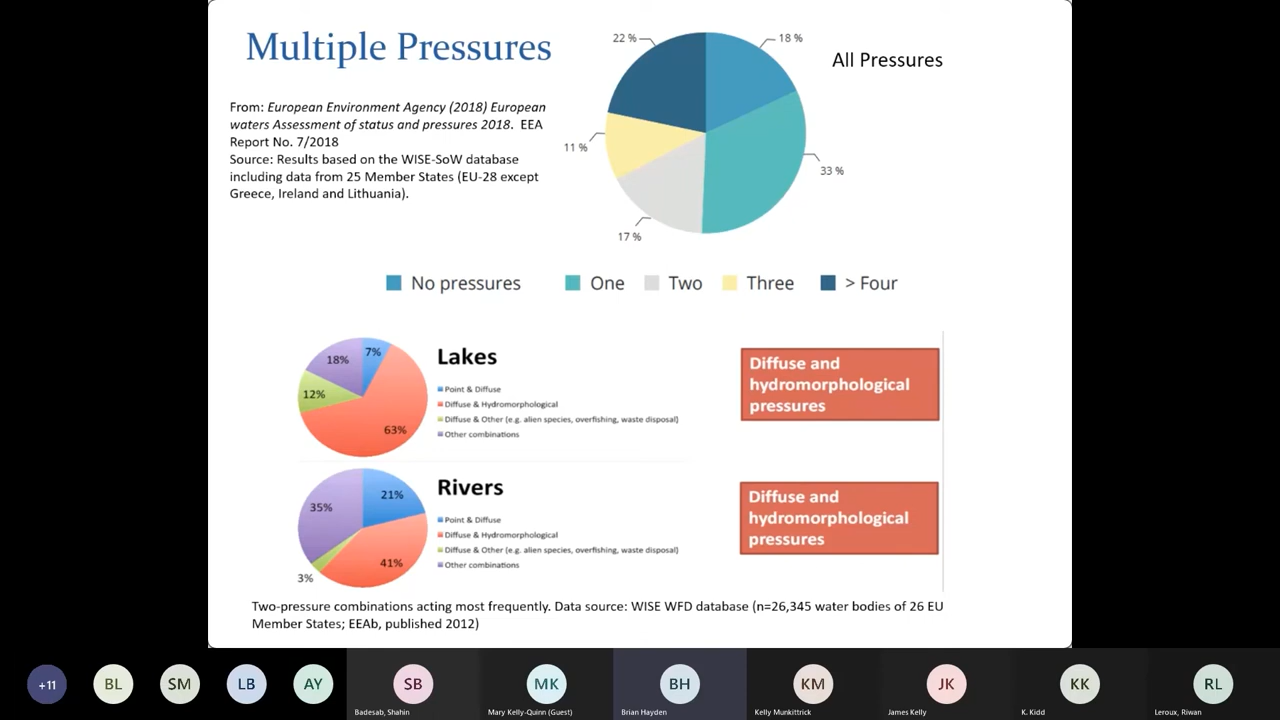 Multiple Pressures
From: European Environment Agency (2018) European
waters Assessment of status and pressures 2018. EEA
Report No. 7/2018
Source: Results based on the WISE-SoW database
including data from 25 Member States (EU-28 except
Greece, Ireland and Lithuania).
22 %
18 %
All Pressures
11 %
33 %
17 %
No pressures
One
Two
Three
> Four
Lakes
7%
18%
12%
63%
Point & Diffuse
Diffuse & Hydromorphological
Diffuse & Other (e.g. alien species, overfishing, waste disposal)
Other combinations
Diffuse and
hydromorphological
pressures
Rivers
21%
35%
41%
3%
Point & Diffuse
Diffuse & Hydromorphological
Diffuse & Other (e.g. alien species, overfishing, waste disposal)
Other combinations
Diffuse and
hydromorphological
pressures
Two-pressure combinations acting most frequently. Data source: WISE WFD database (n=26,345 water bodies of 26 EU
Member States; EEAb, published 2012)
+11
BL
SM
LB
AY
SB
MK
BH
KM
JK
KK
RL
Badesab, Shahin
Mary Kelly-Quinn (Guest)
Brian Hayden
Kelly Munkittrick
James Kelly
K. Kidd
Leroux, Riwan